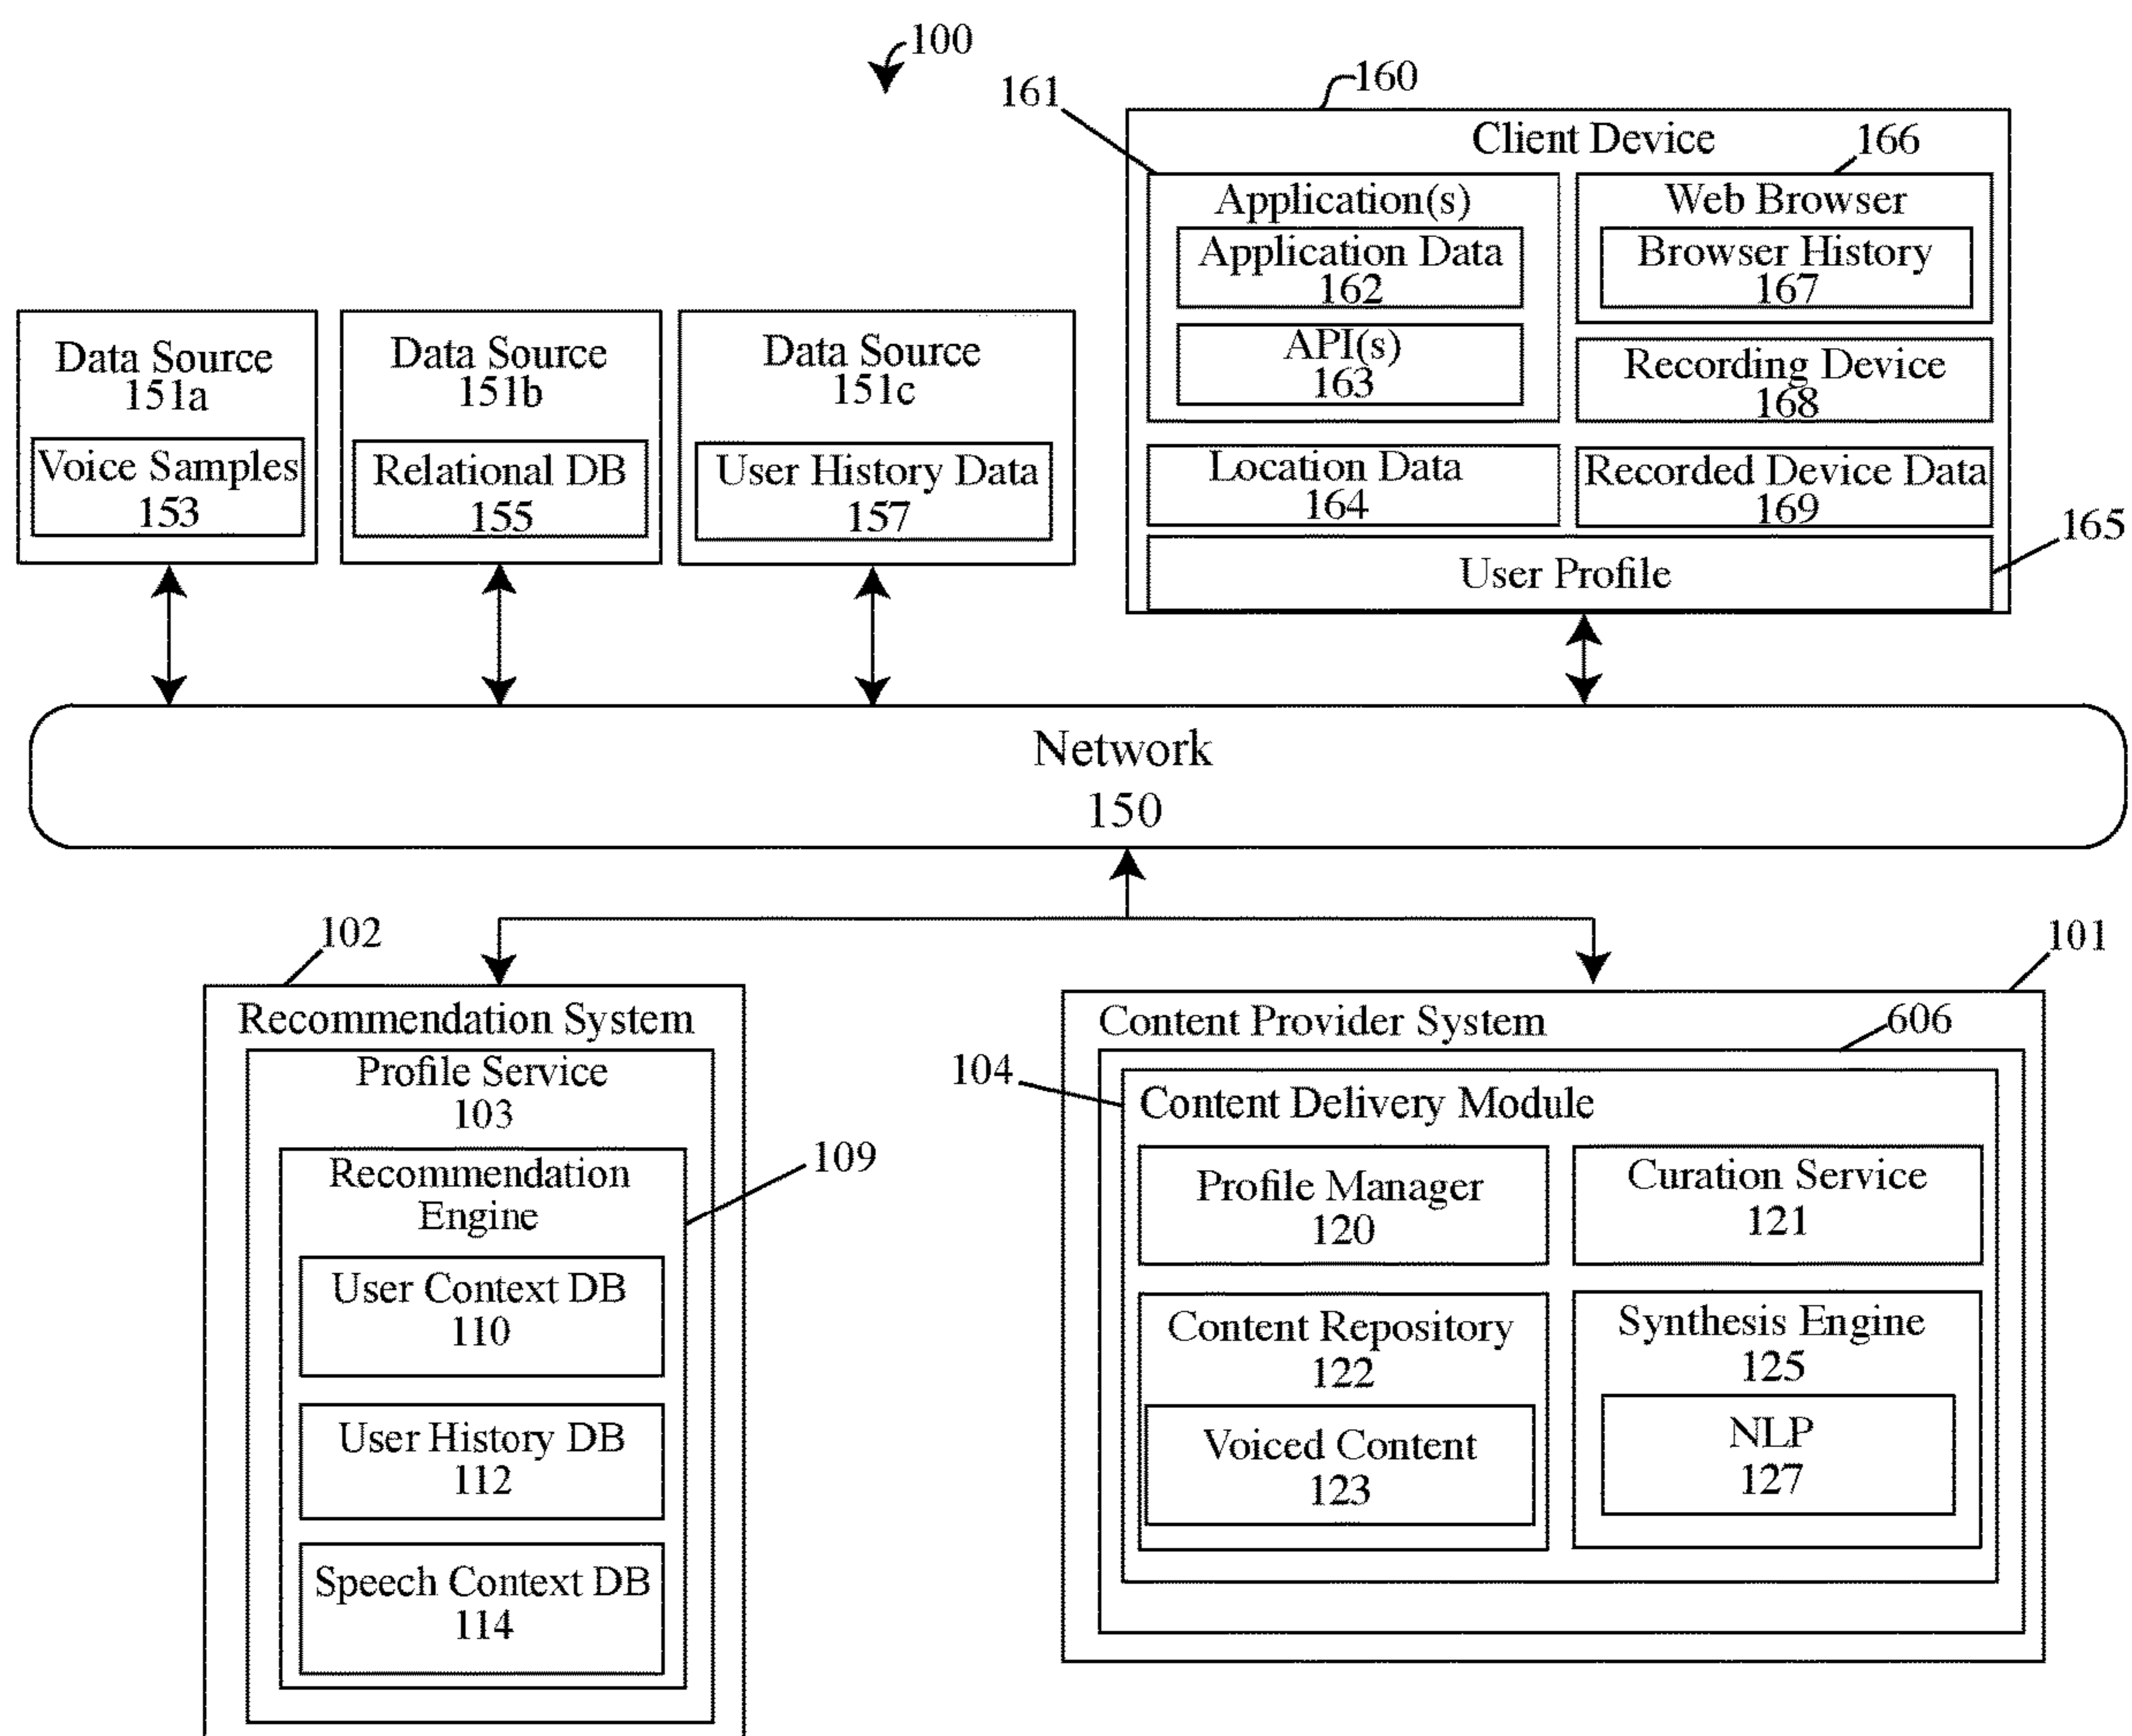 100
161
160
Client Device
166
Application(s)
Application Data
162
API(s)
163
Web Browser
Browser History
167
Recording Device
168
Location Data
164
Recorded Device Data
169
User Profile
165
Data Source
151a
Voice Samples
153
Data Source
151b
Relational DB
155
Data Source
151c
User History Data
157
Network
150
102
Recommendation System
Profile Service
103
Recommendation
Engine
109
User Context DB
110
User History DB
112
Speech Context DB
114
101
Content Provider System
606
104
Content Delivery Module
Profile Manager
120
Curation Service
121
Content Repository
122
Voiced Content
123
Synthesis Engine
125
NLP
127